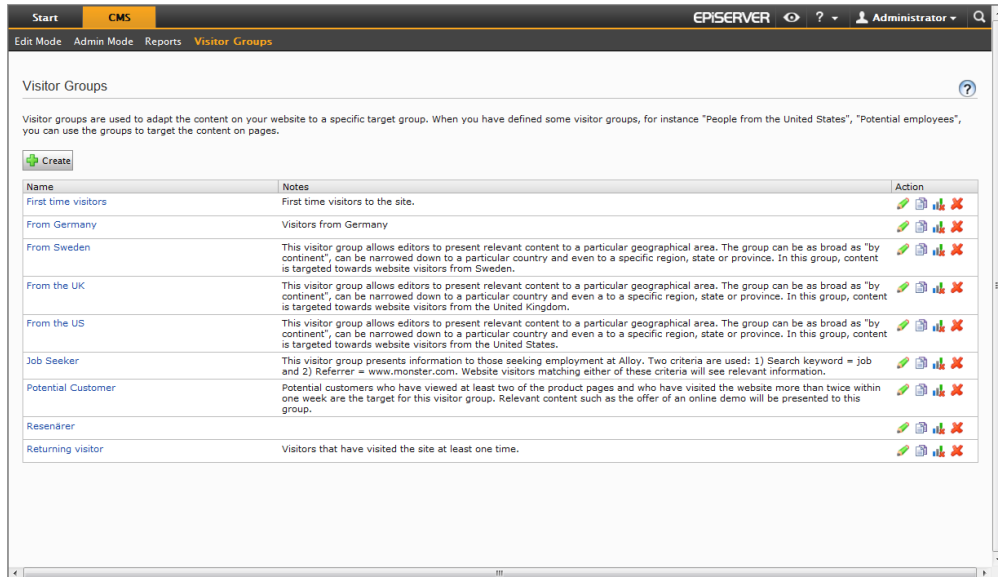 Start CMS EPiSERVER ? Administrator
Edit Mode Admin Mode Reports Visitor Groups
Visitor Groups
?
Visitor groups are used to adapt the content on your website to a specific target group. When you have defined some visitor groups, for instance "People from the United States", "Potential employees",
you can use the groups to target the content on pages.
Create
Name Notes Action
First time visitors First time visitors to the site.
From Germany Visitors from Germany
From Sweden This visitor group allows editors to present relevant content to a particular geographical area. The group can be as broad as "by
continent", can be narrowed down to a particular country and even to a specific region, state or province. In this group, content
is targeted towards website visitors from Sweden.
From the UK This visitor group allows editors to present relevant content to a particular geographical area. The group can be as broad as "by
continent", can be narrowed down to a particular country and even a to a specific region, state or province. In this group, content
is targeted towards website visitors from the United Kingdom.
From the US This visitor group allows editors to present relevant content to a particular geographical area. The group can be as broad as "by
continent", can be narrowed down to a particular country and even to a specific region, state or province. In this group, content
is targeted towards website visitors from the United States.
Job Seeker This visitor group presents information to those seeking employment at Alloy. Two criteria are used: 1) Search keyword = job
and 2) Referrer = www.monster.com. Website visitors matching either of these criteria will see relevant information.
Potential Customer Potential customers who have viewed at least two of the product pages and who have visited the website more than twice within
one week are the target for this visitor group. Relevant content such as the offer of an online demo will be presented to this
group.
Resenärer
Returning visitor Visitors that have visited the site at least one time.